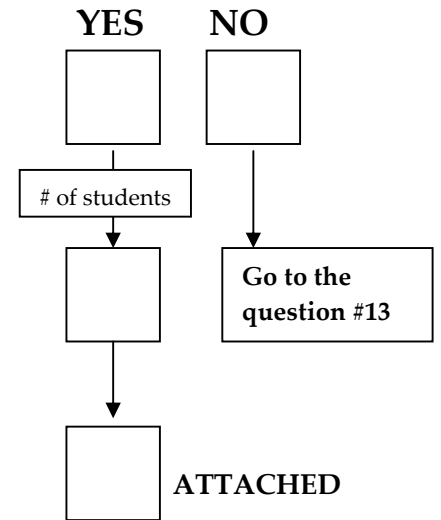 YES NO
# of students
Go to the
question #13
ATTACHED